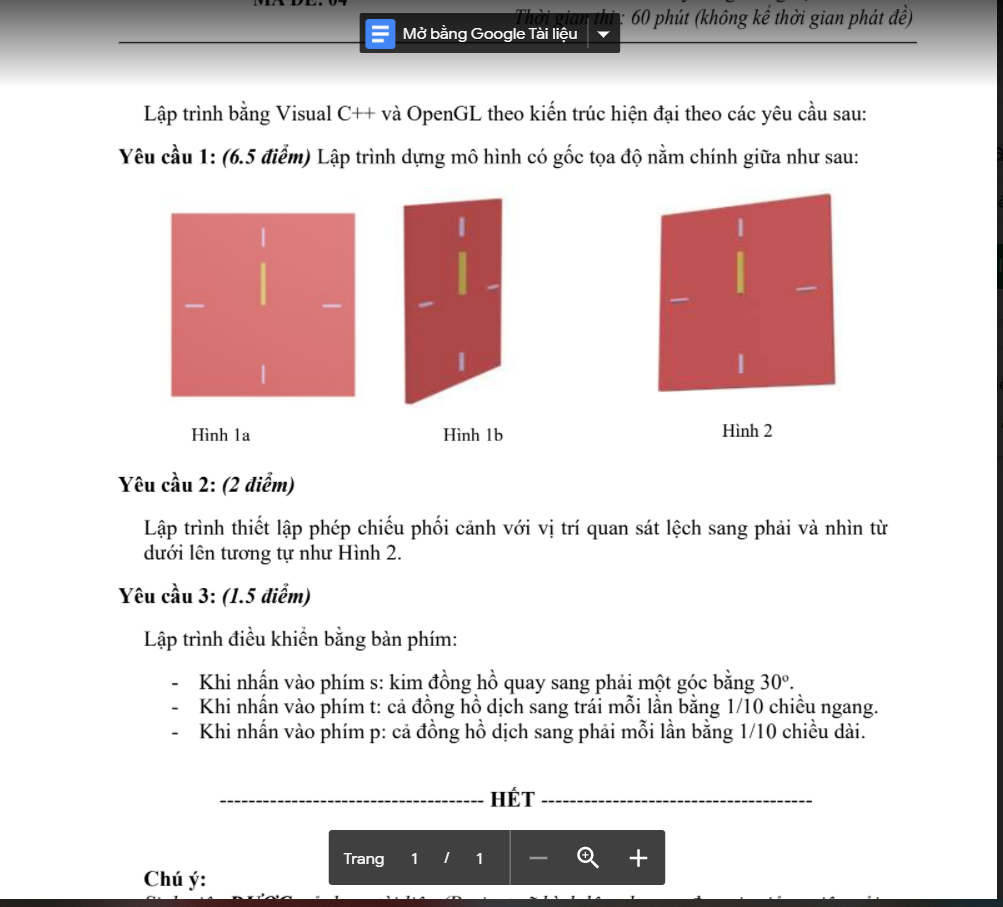 MÃ ĐỀ: 04
Thời gian thi : 60 phút (không kể thời gian phát đề)
Mở bằng Google Tài liệu
Lập trình bằng Visual C++ và OpenGL theo kiến trúc hiện đại theo các yêu cầu sau:
Yêu cầu 1: (6.5 điểm) Lập trình dựng mô hình có gốc tọa độ nằm chính giữa như sau:
Hình 1a
Hình 1b
Hình 2
Yêu cầu 2: (2 điểm)
Lập trình thiết lập phép chiếu phối cảnh với vị trí quan sát lệch sang phải và nhìn từ
dưới lên tương tự như Hình 2.
Yêu cầu 3: (1.5 điểm)
Lập trình điều khiển bằng bàn phím:
- Khi nhấn vào phím s: kim đồng hồ quay sang phải một góc bằng 30º.
- Khi nhấn vào phím t: cả đồng hồ dịch sang trái mỗi lần bằng 1/10 chiều ngang.
- Khi nhấn vào phím p: cả đồng hồ dịch sang phải mỗi lần bằng 1/10 chiều dài.
------------------------------------- HẾT --------------------------------------
Trang 1 / 1
Chú ý: